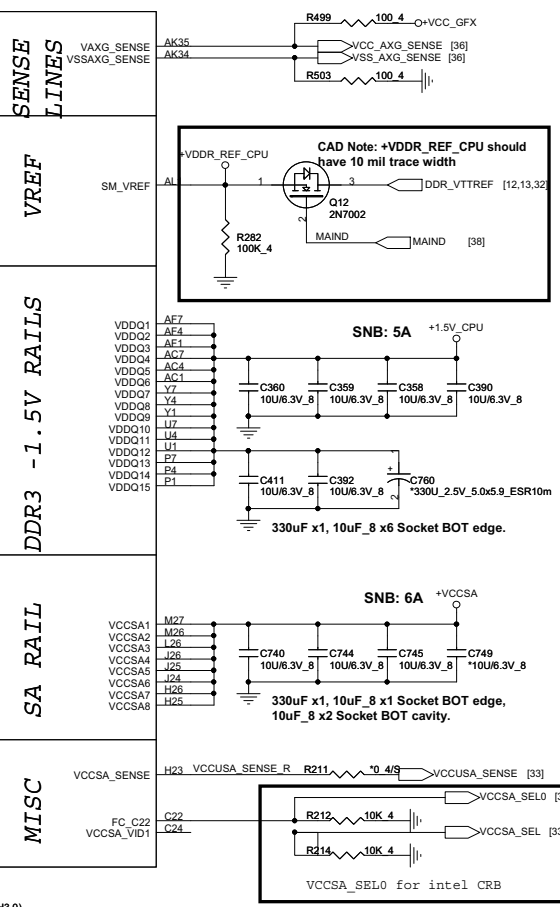 SENSE
LINES
VAXG_SENSE AK35
VSSAXG_SENSE AK34
R499 100_4 +VCC_GFX
VCC_AXG_SENSE [36]
VSS_AXG_SENSE [36]
R503 100_4
VREF
SM_VREF
+VDDR_REF_CPU
CAD Note: +VDDR_REF_CPU should
have 10 mil trace width
1 3 DDR_VTTREF [12,13,32]
Q12
2N7002
2
R282
100K_4
MAIND MAIND [38]
DDR3 -1.5V RAILS
VDDQ1 AF7
VDDQ2 AF4
VDDQ3 AF1
VDDQ4 AC7
VDDQ5 AC4
VDDQ6 AC1
VDDQ7 Y7
VDDQ8 Y4
VDDQ9 Y1
VDDQ10 U7
VDDQ11 U4
VDDQ12 U1
VDDQ13 P7
VDDQ14 P4
VDDQ15 P1
SNB: 5A +1.5V_CPU
C360 C359 C358 C390
10U/6.3V_8 10U/6.3V_8 10U/6.3V_8 10U/6.3V_8
C411 C392 + 1 C760
10U/6.3V_8 10U/6.3V_8 2 *330U_2.5V_5.0x5.9_ESR10m
330uF x1, 10uF_8 x6 Socket BOT edge.
SA RAIL
VCCSA1 M27
VCCSA2 M26
VCCSA3 L26
VCCSA4 J26
VCCSA5 J25
VCCSA6 J24
VCCSA7 H26
VCCSA8 H25
SNB: 6A +VCCSA
C740 C744 C745 C749
10U/6.3V_8 10U/6.3V_8 10U/6.3V_8 *10U/6.3V_8
330uF x1, 10uF_8 x1 Socket BOT edge,
10uF_8 x2 Socket BOT cavity.
MISC
VCCSA_SENSE H23 VCCUSA_SENSE_R R211 *0_4/S VCCUSA_SENSE [33]
FC_C22 C22
VCCSA_VID1 C24
VCCSA_SEL0
R212 10K_4
VCCSA_SEL
R214 10K_4
VCCSA_SEL0 for intel CRB